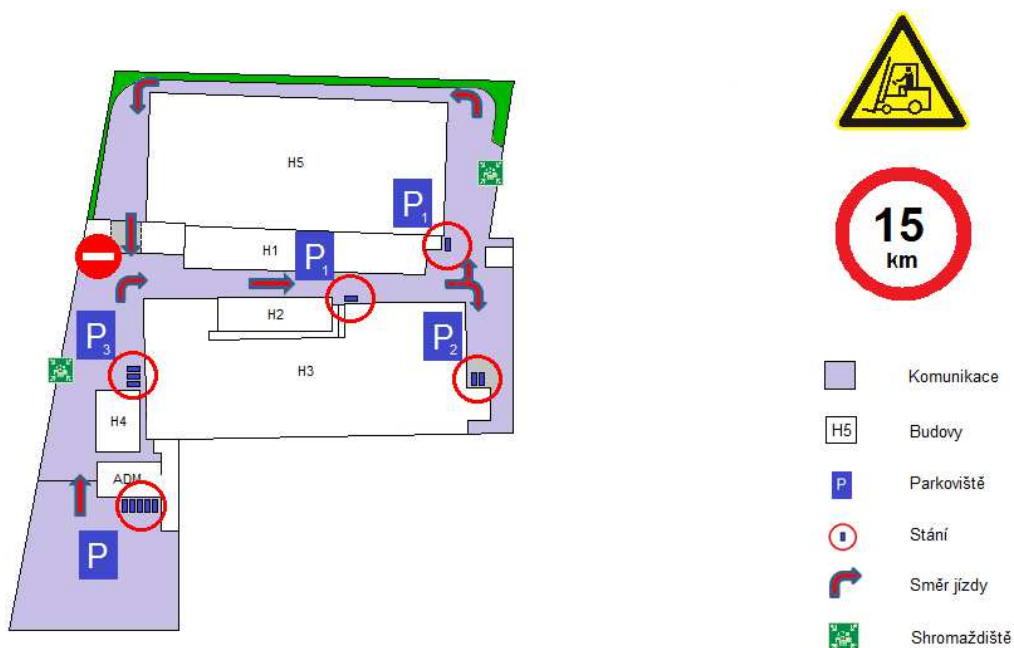 H5
P1
H1
P1
H2
P3
P2
H3
H4
ADM
P
15
km
Komunikace
H5 Budovy
P Parkoviště
Stání
Směr jízdy
Shromaždiště